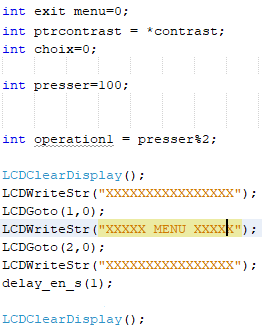 int exit menu=0;
int ptrcontrast = *contrast;
int choix=0;
int presser=100;
int operation1 = presser%2;
LCDClearDisplay();
LCDWriteStr("XXXXXXXXXXXXXXXX");
LCDGoto(1,0);
LCDWriteStr("XXXXX MENU XXXXX");
LCDGoto(2,0);
LCDWriteStr("XXXXXXXXXXXXXXXX");
delay_en_s(1);
LCDClearDisplay();